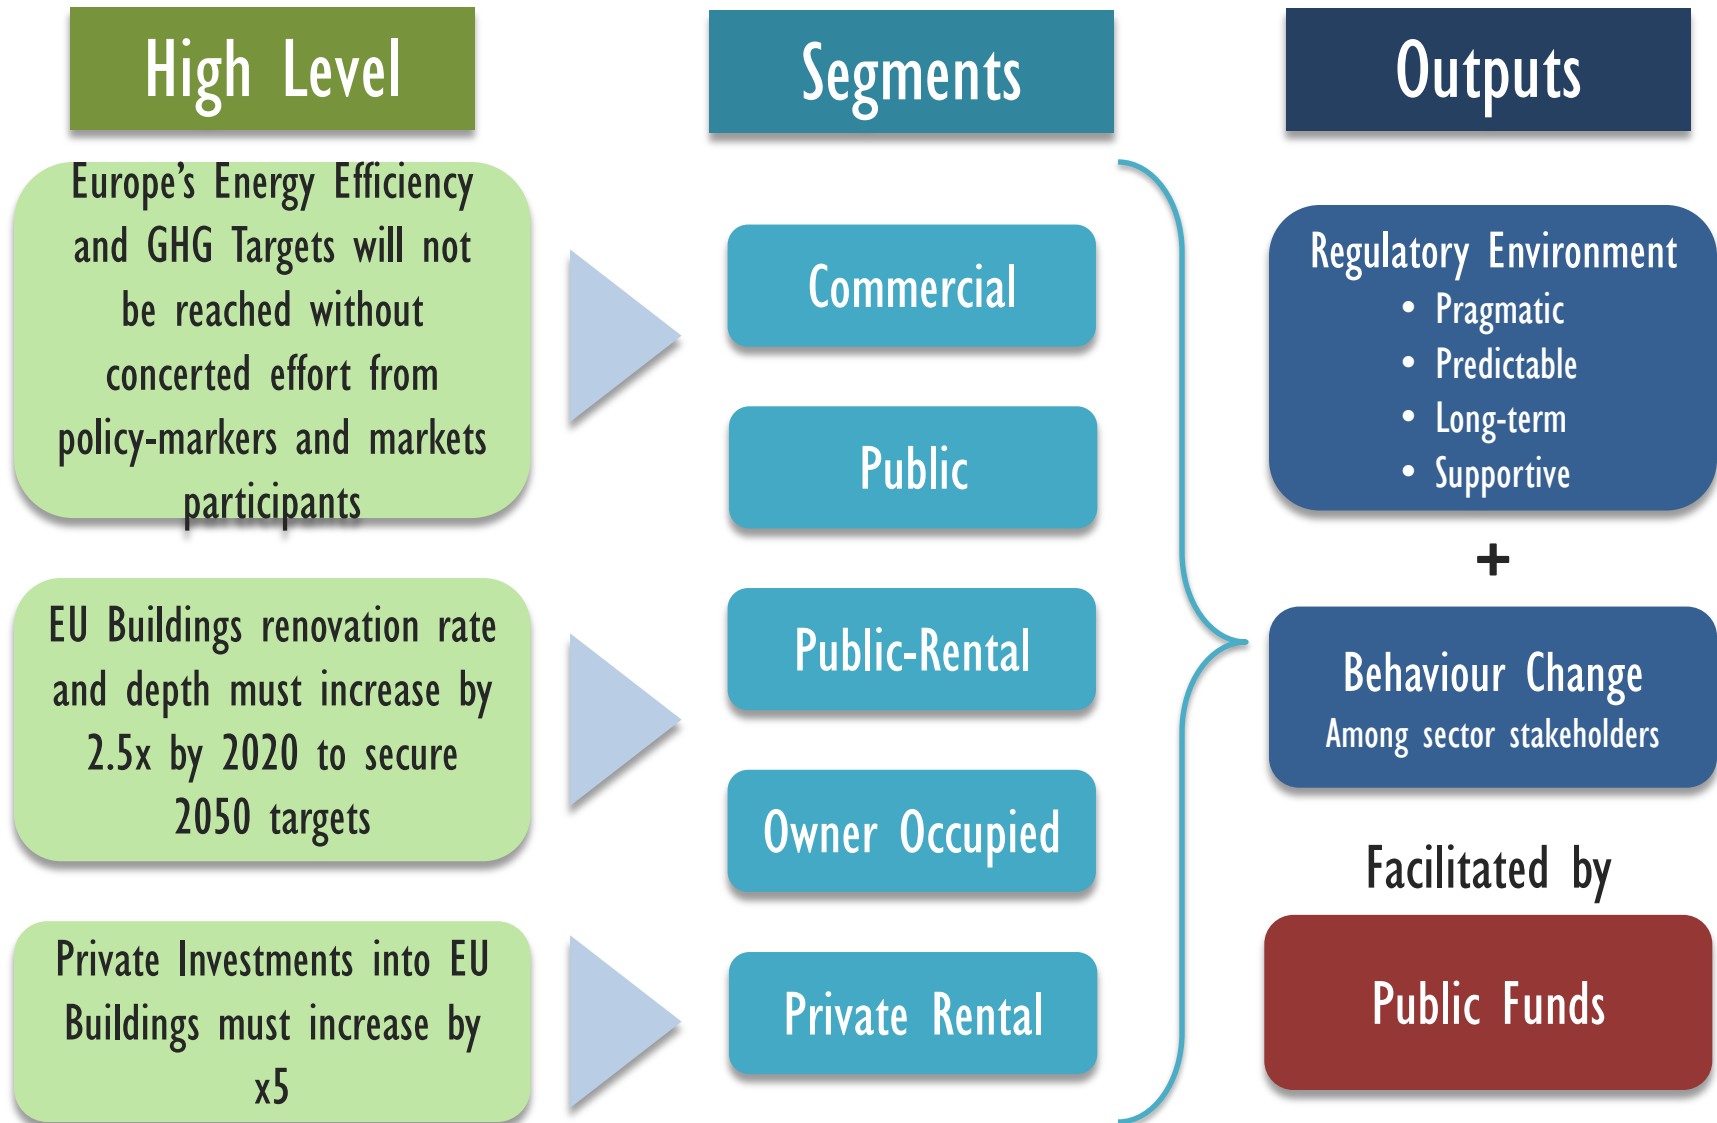 High Level
Europe's Energy Efficiency
and GHG Targets will not
be reached without
concerted effort from
policy-markers and markets
participants
EU Buildings renovation rate
and depth must increase by
2.5x by 2020 to secure
2050 targets
Private Investments into EU
Buildings must increase by
x5
Segments
Commercial
Public
Public-Rental
Owner Occupied
Private Rental
Outputs
Regulatory Environment
• Pragmatic
• Predictable
• Long-term
• Supportive
+
Behaviour Change
Among sector stakeholders
Facilitated by
Public Funds